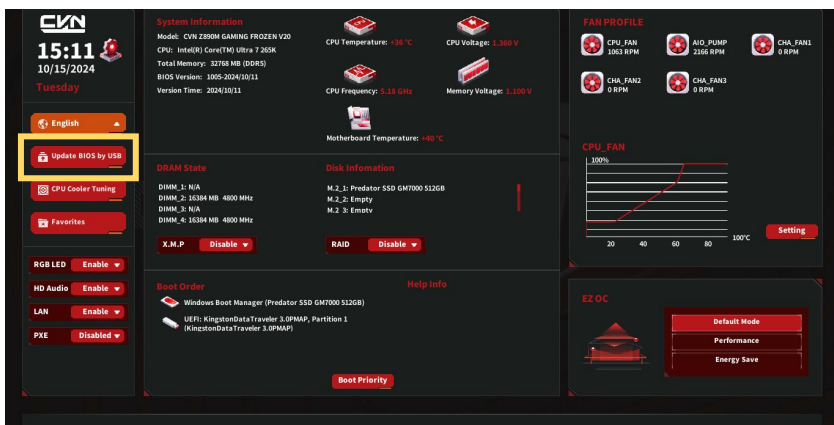 CVN
15:11
10/15/2024
Tuesday
English
Update BIOS by USB
CPU Cooler Tuning
Favorites
RGB LED Enable
HD Audio Enable
LAN Enable
PXE Disabled
System Information
Model: CVN Z890M GAMING FROZEN V20
CPU: Intel(R) Core(TM) Ultra 7 265K
Total Memory: 32768 MB (DDR5)
BIOS Version: 1005-2024/10/11
Version Time: 2024/10/11
CPU Temperature: +36 °C
CPU Voltage: 1.360 V
CPU Frequency: 5.18 GHz
Memory Voltage: 1.100 V
Motherboard Temperature: +40 °C
DRAM State
DIMM_1: N/A
DIMM_2: 16384 MB 4800 MHz
DIMM_3: N/A
DIMM_4: 16384 MB 4800 MHz
X.M.P Disable
Disk Infomation
M.2_1: Predator SSD GM7000 512GB
M.2_2: Empty
M.2 3: Empty
RAID Disable
Boot Order
Windows Boot Manager (Predator SSD GM7000 512GB)
UEFI: KingstonDataTraveler 3.0PMAP, Partition 1
(KingstonDataTraveler 3.0PMAP)
Help Info
Boot Priority
FAN PROFILE
CPU_FAN
1063 RPM
AIO_PUMP
2166 RPM
CHA_FAN1
0 RPM
CHA_FAN2
0 RPM
CHA_FAN3
0 RPM
CPU_FAN
100%
20 40 60 80 100°C
Setting
EZ OC
Default Mode
Performance
Energy Save